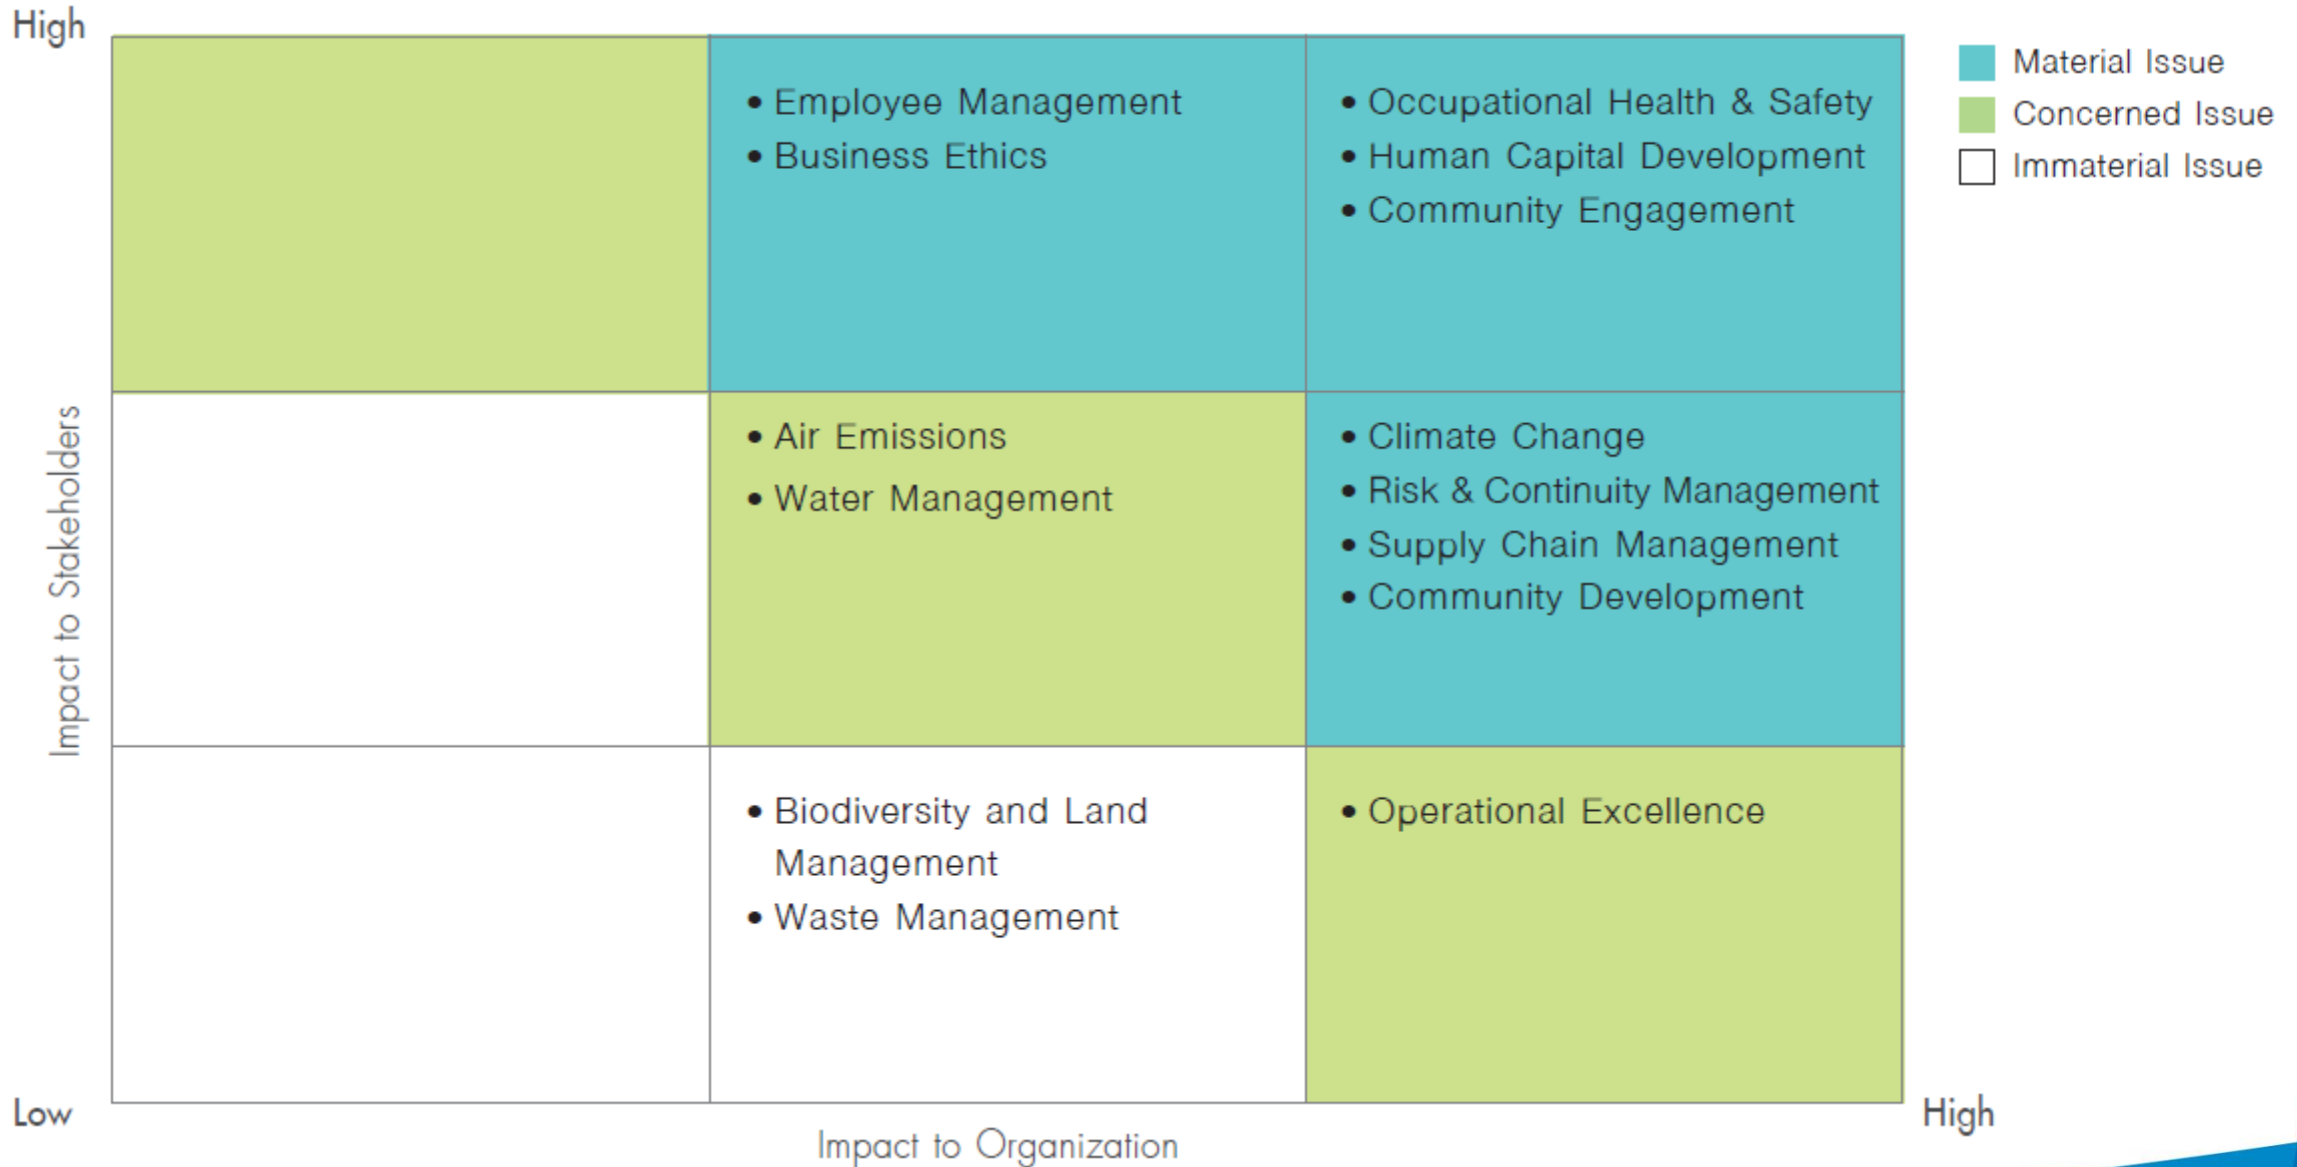 High
• Employee Management
• Business Ethics
• Occupational Health & Safety
• Human Capital Development
• Community Engagement
Material Issue
Concerned Issue
Immaterial Issue
Impact to Stakeholders
• Air Emissions
• Water Management
• Climate Change
• Risk & Continuity Management
• Supply Chain Management
• Community Development
• Biodiversity and Land
Management
• Waste Management
• Operational Excellence
Low
Impact to Organization
High